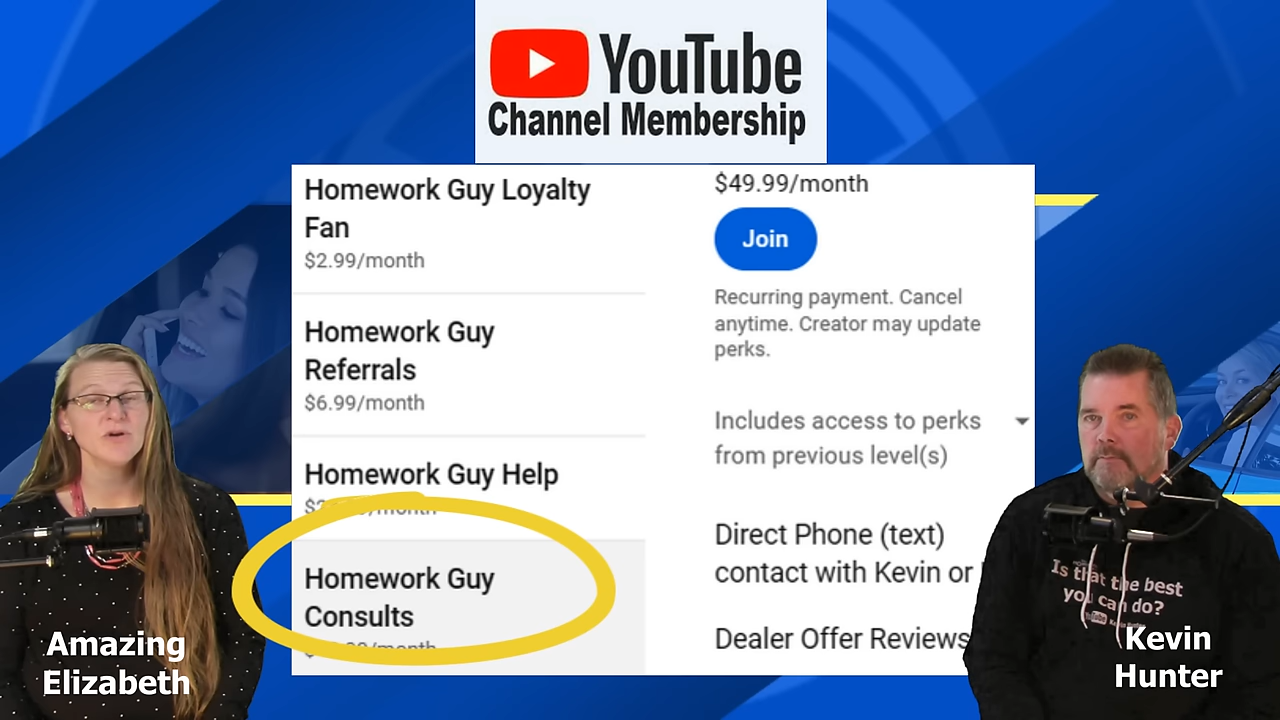 YouTube
Channel Membership
Homework Guy Loyalty
Fan
$2.99/month
Homework Guy
Referrals
$6.99/month
Homework Guy Help
Homework Guy
Consults
$49.99/month
Join
Recurring payment. Cancel
anytime. Creator may update
perks.
Includes access to perks
from previous level(s)
Direct Phone (text)
contact with Kevin or
Dealer Offer Reviews
Amazing
Elizabeth
Is that the best
you can do?
Kevin
Hunter